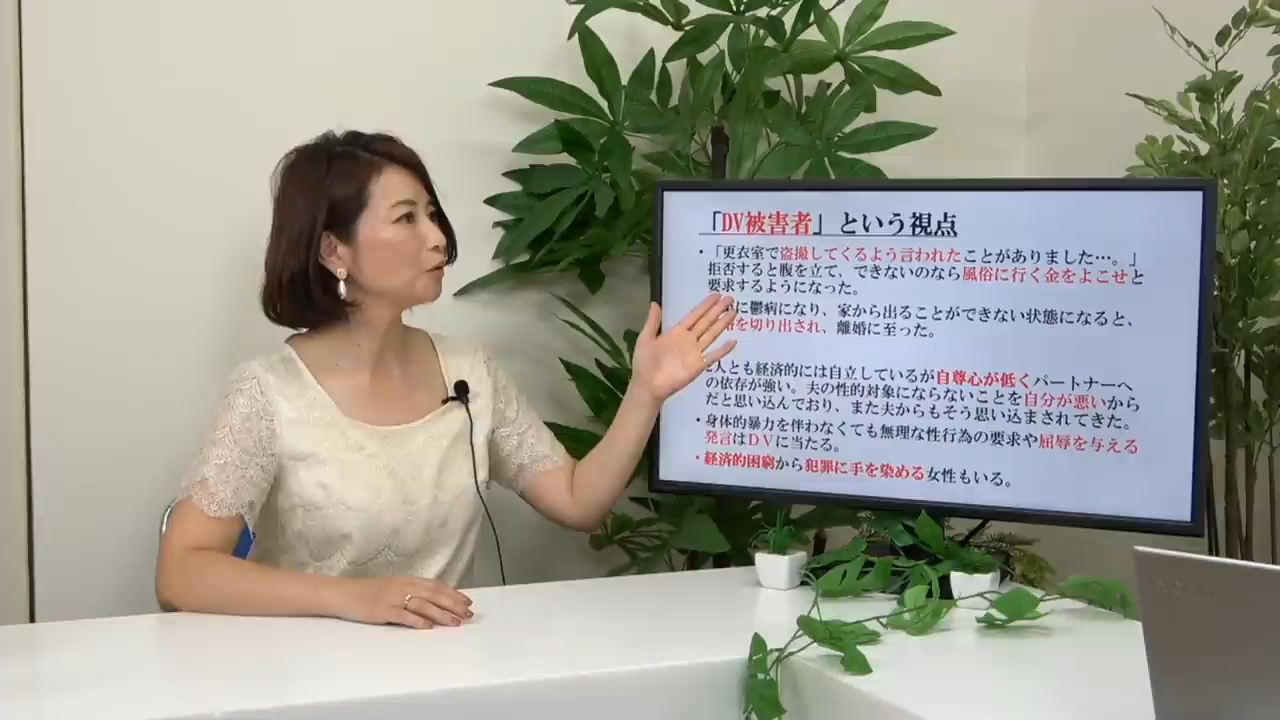 「DV被害者」という視点
・「更衣室で盗撮してくるよう言われたことがありました…。」
拒否すると腹を立て、できないのなら風俗に行く金をよこせと
要求するようになった。
に鬱病になり、家から出ることができない状態になると、
を切り出され、離婚に至った。
人とも経済的には自立しているが自尊心が低くパートナーへ
の依存が強い。夫の性的対象にならないことを自分が悪いから
だと思い込んでおり、また夫からもそう思い込まされてきた。
・身体的暴力を伴わなくても無理な性行為の要求や屈辱を与える
発言はＤＶに当たる。
・経済的困窮から犯罪に手を染める女性もいる。